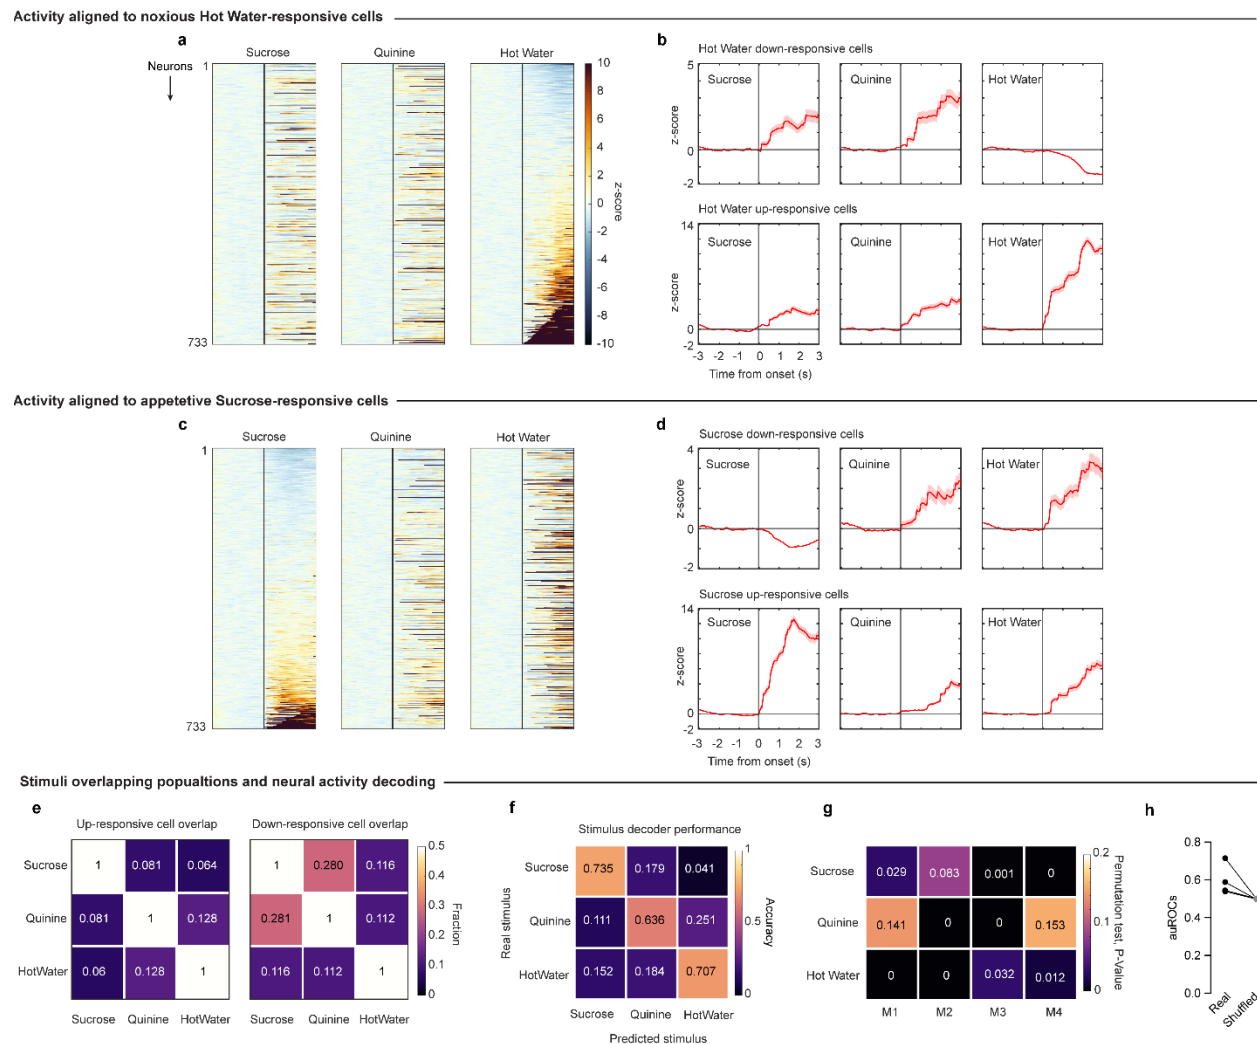 Activity aligned to noxious Hot Water-responsive cells
a
Sucrose
Quinine
Hot Water
Neurons
1
733
10
8
6
4
2
0
-2
-4
-6
-8
-10
z-score
b
Hot Water down-responsive cells
5
0
-2
z-score
Sucrose
Quinine
Hot Water
Hot Water up-responsive cells
14
0
-2
z-score
Sucrose
Quinine
Hot Water
-3 -2 -1 0 1 2 3
Time from onset (s)
Activity aligned to appetetive Sucrose-responsive cells
c
Sucrose
Quinine
Hot Water
1
733
d
Sucrose down-responsive cells
4
0
-2
z-score
Sucrose
Quinine
Hot Water
Sucrose up-responsive cells
14
0
-2
z-score
Sucrose
Quinine
Hot Water
-3 -2 -1 0 1 2 3
Time from onset (s)
Stimuli overlapping popualtions and neural activity decoding
e
Up-responsive cell overlap
Down-responsive cell overlap
Sucrose 1 0.081 0.064 1 0.280 0.116
Quinine 0.081 1 0.128 0.281 1 0.112
HotWater 0.06 0.128 1 0.116 0.112 1
Sucrose Quinine HotWater Sucrose Quinine HotWater
0.5
0.4
0.3
0.2
0.1
0
Fraction
f
Stimulus decoder performance
Real stimulus
Sucrose 0.735 0.179 0.041
Quinine 0.111 0.636 0.251
HotWater 0.152 0.184 0.707
Sucrose Quinine HotWater
Predicted stimulus
1
0
Accuracy
g
Sucrose 0.029 0.083 0.001 0
Quinine 0.141 0 0 0.153
Hot Water 0 0 0.032 0.012
M1 M2 M3 M4
0.2
0.1
0
Permutation test, P-Value
h
0.8
0.6
0.4
0.2
0.0
auROCs
Real
Shuffled